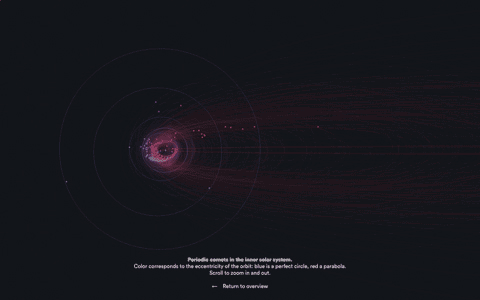 Periodic comets in the inner solar system.
Color corresponds to the eccentricity of the orbit: blue is a perfect circle, red a parabola.
Scroll to zoom in and out.
← Return to overview